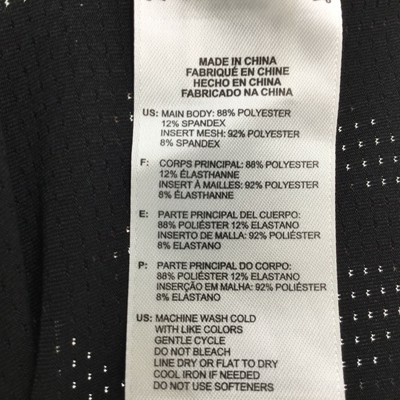 MADE IN CHINA
FABRIQUÉ EN CHINE
HECHO EN CHINA
FABRICADO NA CHINA
US: MAIN BODY: 88% POLYESTER
12% SPANDEX
INSERT MESH: 92% POLYESTER
8% SPANDEX
F: CORPS PRINCIPAL: 88% POLYESTER
12% ÉLASTHANNE
INSERT À MAILLES: 92% POLYESTER
8% ÉLASTHANNE
E: PARTE PRINCIPAL DEL CUERPO:
88% POLIÉSTER 12% ELASTANO
INSERTO DE MALLA: 92% POLIÉSTER
8% ELASTANO
P: PARTE PRINCIPAL DO CORPO:
88% POLIÉSTER 12% ELASTANO
INSERÇÃO EM MALHA: 92% POLIÉSTER
8% ELASTANO
US: MACHINE WASH COLD
WITH LIKE COLORS
GENTLE CYCLE
DO NOT BLEACH
LINE DRY OR FLAT TO DRY
COOL IRON IF NEEDED
DO NOT USE SOFTENERS